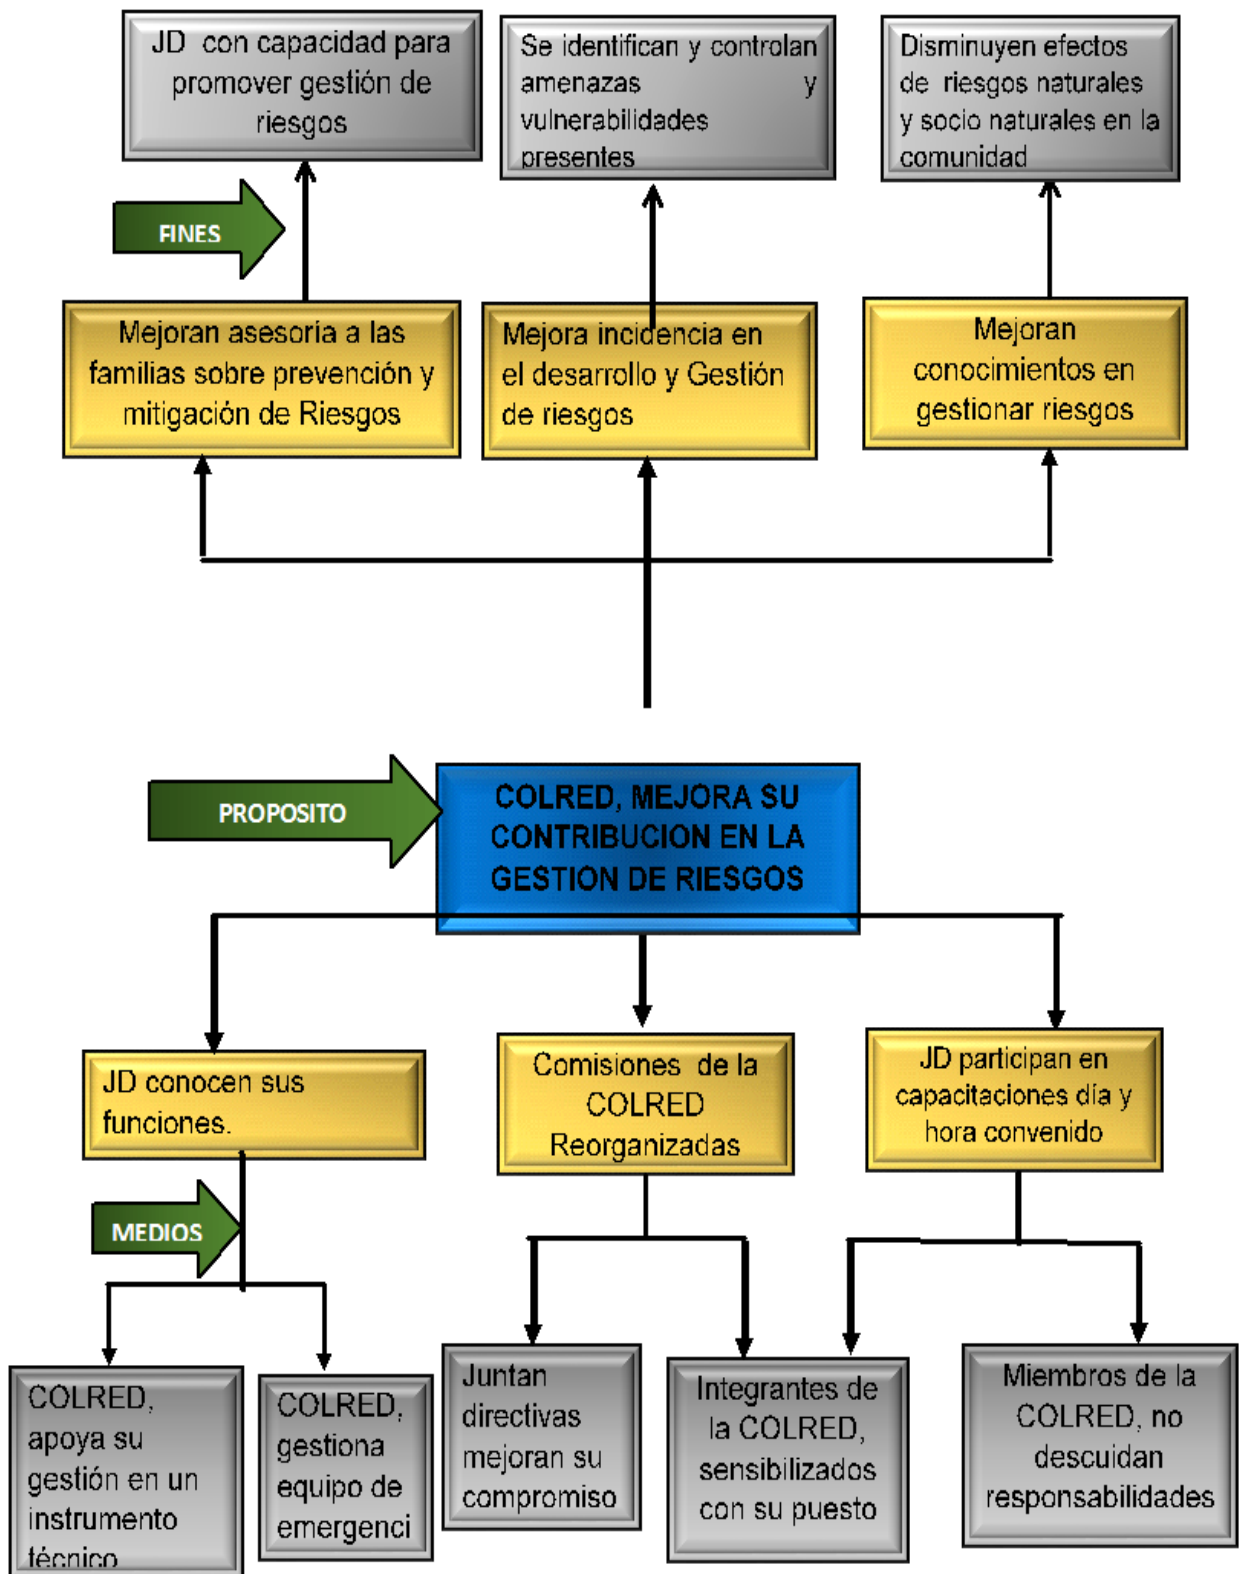 JD con capacidad para
promover gestión de
riesgos
Se identifican y controlan
amenazas y
vulnerabilidades
presentes
Disminuyen efectos
de riesgos naturales
y socio naturales en la
comunidad
FINES
Mejoran asesoría a las
familias sobre prevención y
mitigación de Riesgos
Mejora incidencia en
el desarrollo y Gestión
de riesgos
Mejoran
conocimientos en
gestionar riesgos
PROPOSITO
COLRED, MEJORA SU
CONTRIBUCION EN LA
GESTION DE RIESGOS
JD conocen sus
funciones.
Comisiones de la
COLRED
Reorganizadas
JD participan en
capacitaciones día y
hora convenido
MEDIOS
COLRED,
apoya su
gestión en un
instrumento
técnico
COLRED,
gestiona
equipo de
emergenci
Juntan
directivas
mejoran su
compromiso
Integrantes de
la COLRED,
sensibilizados
con su puesto
Miembros de la
COLRED, no
descuidan
responsabilidades